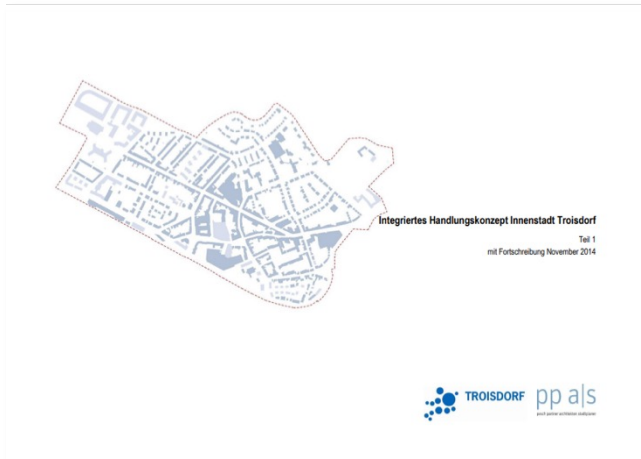 Integriertes Handlungskonzept Innenstadt Troisdorf
Teil 1
mit Fortschreibung November 2014
TROISDORF
pp a|s